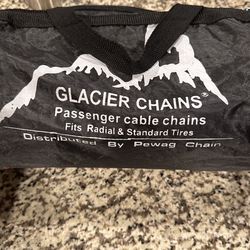 GLACIER CHAINS®
Passenger cable chains
Fits Radial & Standard Tires
Distributed By Pewag Chain